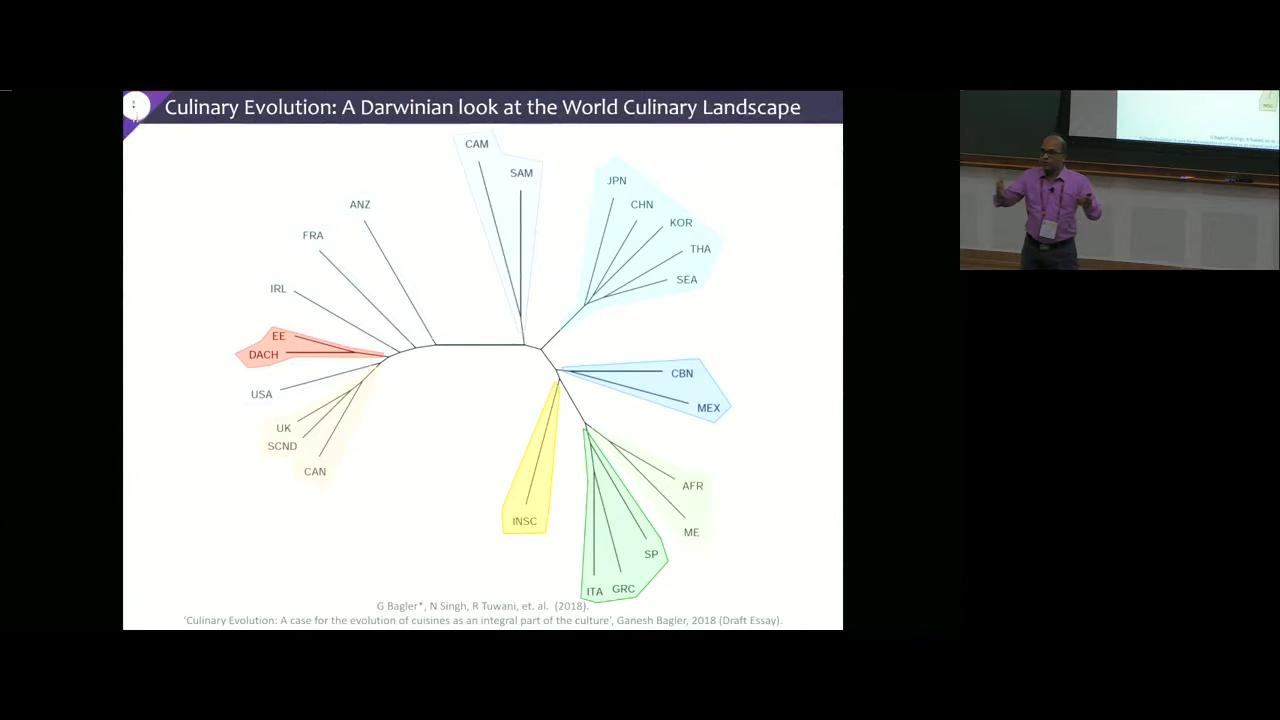 Culinary Evolution: A Darwinian look at the World Culinary Landscape
CAM
SAM
JPN
CHN
KOR
THA
SEA
ANZ
FRA
IRL
EE
DACH
USA
UK
SCND
CAN
CBN
MEX
INSC
AFR
ME
SP
ITA GRC
G Bagler*, N Singh, R Tuwani, et. al. (2018).
'Culinary Evolution: A case for the evolution of cuisines as an integral part of the culture', Ganesh Bagler, 2018 (Draft Essay).